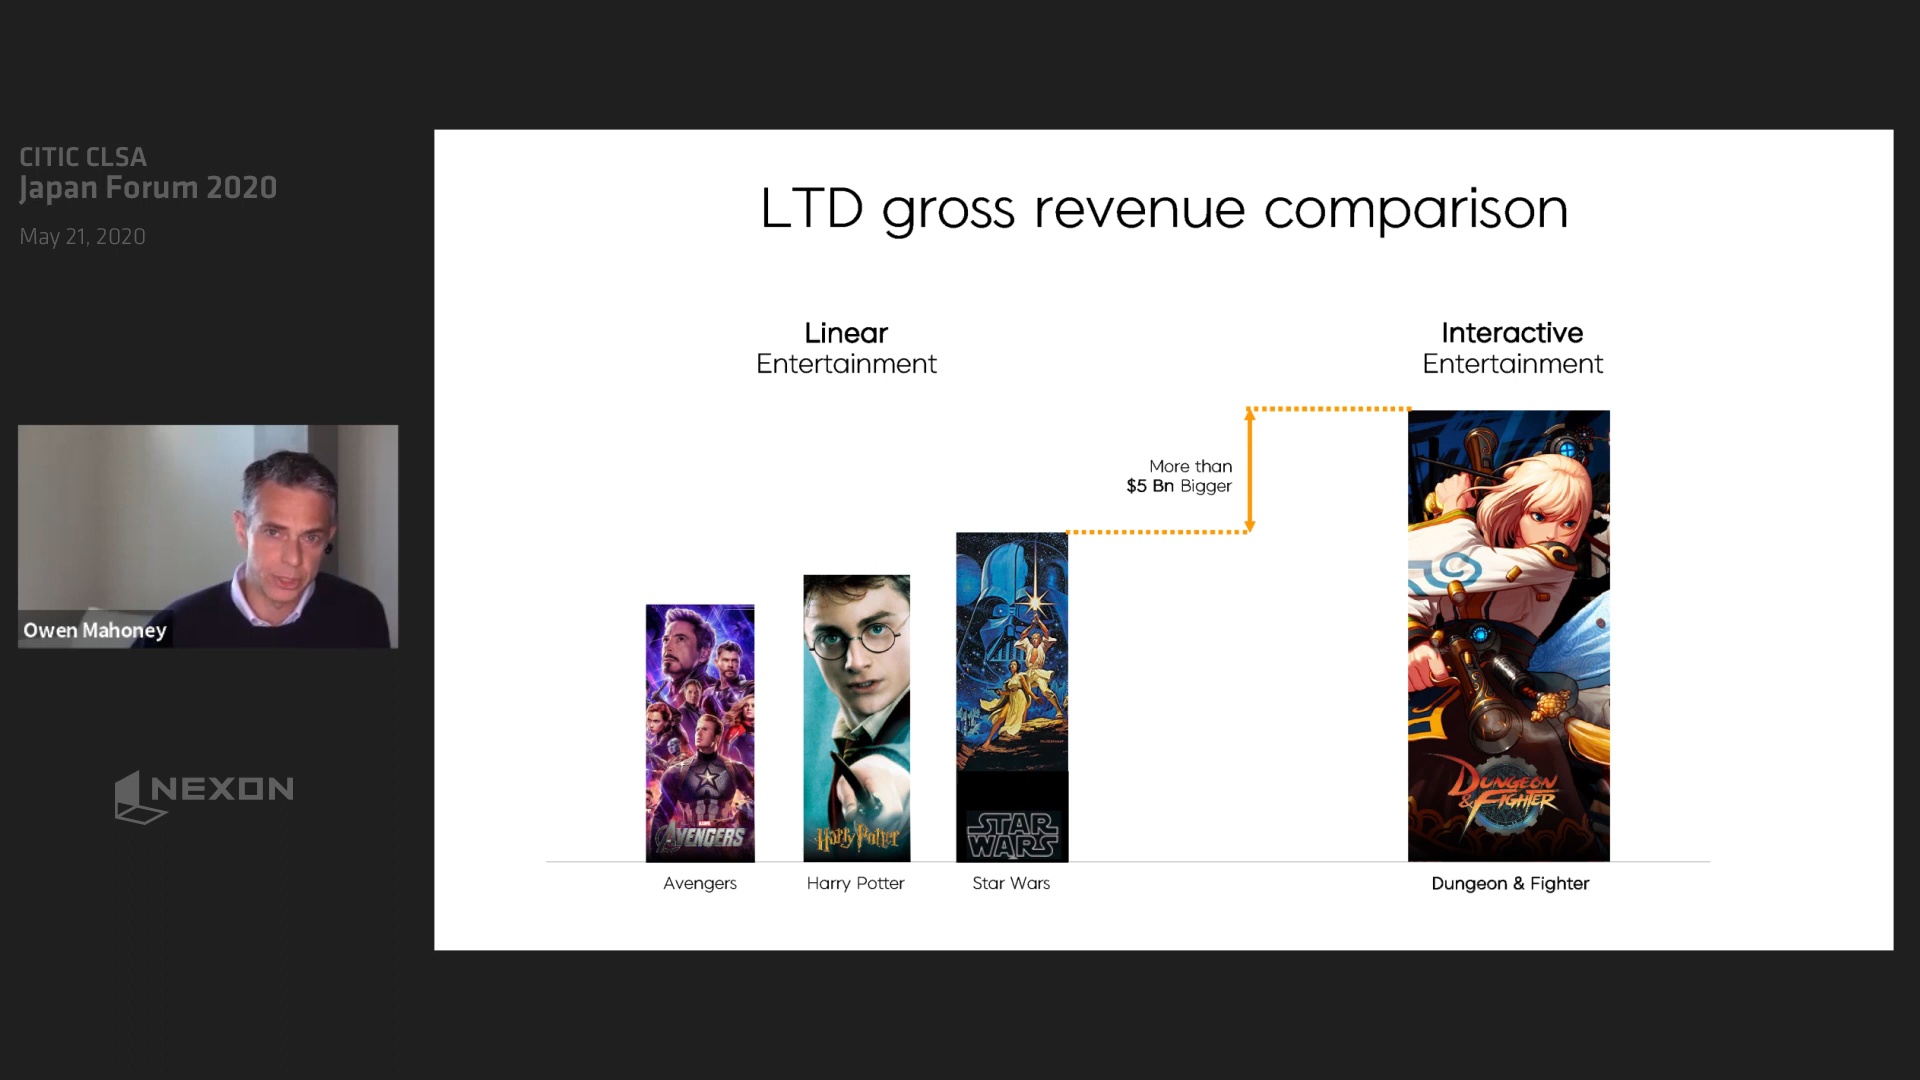 CITIC CLSA
Japan Forum 2020
May 21, 2020
Owen Mahoney
NEXON
LTD gross revenue comparison
Linear
Entertainment
Interactive
Entertainment
More than
$5 Bn Bigger
MARVEL
AVENGERS
Harry Potter
STAR
WARS
DUNGEON
& FIGHTER
Avengers
Harry Potter
Star Wars
Dungeon & Fighter